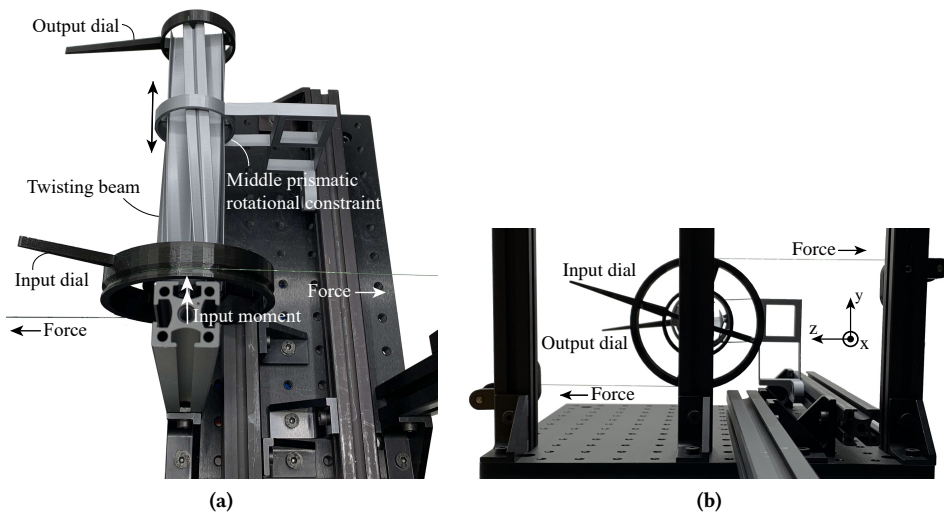 Output dial
Twisting beam
Middle prismatic
rotational constraint
Input dial
Force
Input moment
Force
(a)
Force
Input dial
Output dial
y
z
x
Force
(b)